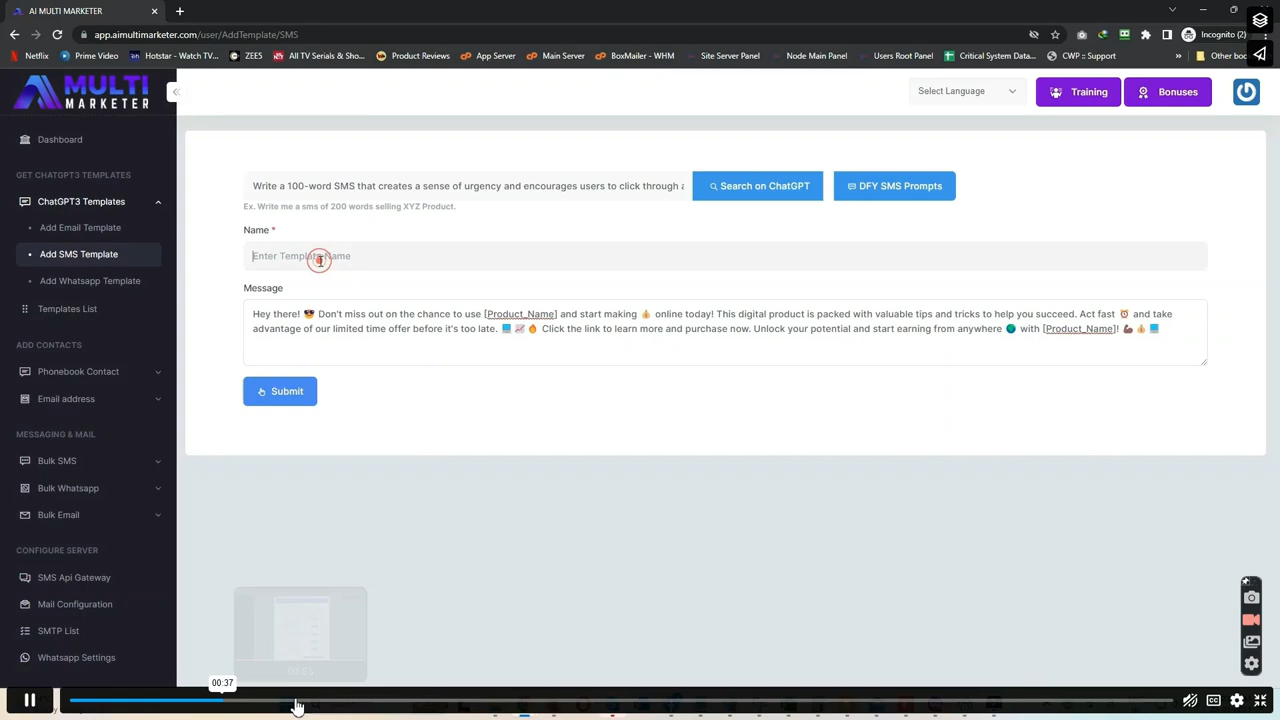 AI MULTI MARKETER
app.aimultimarketer.com/user/AddTemplate/SMS
Incognito (2)
Netflix
Prime Video
Hotstar - Watch TV...
ZEE5
All TV Serials & Sho...
Product Reviews
App Server
Main Server
BoxMailer - WHM
Site Server Panel
Node Main Panel
Users Root Panel
Critical System Data...
CWP :: Support
»
Other boo
MULTI
MARKETER
Select Language
Training
Bonuses
Dashboard
GET CHATGPT3 TEMPLATES
ChatGPT3 Templates
Add Email Template
Add SMS Template
Add Whatsapp Template
Templates List
ADD CONTACTS
Phonebook Contact
Email address
MESSAGING & MAIL
Bulk SMS
Bulk Whatsapp
Bulk Email
CONFIGURE SERVER
SMS Api Gateway
Mail Configuration
SMTP List
Whatsapp Settings
Write a 100-word SMS that creates a sense of urgency and encourages users to click through a
Search on ChatGPT
DFY SMS Prompts
Ex. Write me a sms of 200 words selling XYZ Product.
Name *
Enter Template Name
Message
Hey there! 😎 Don't miss out on the chance to use [Product_Name] and start making 💰 online today! This digital product is packed with valuable tips and tricks to help you succeed. Act fast ⏰ and take
advantage of our limited time offer before it's too late. 📘 📈 🔥 Click the link to learn more and purchase now. Unlock your potential and start earning from anywhere 🌍 with [Product_Name]! 💪 💰 📘
Submit
00:37
CC